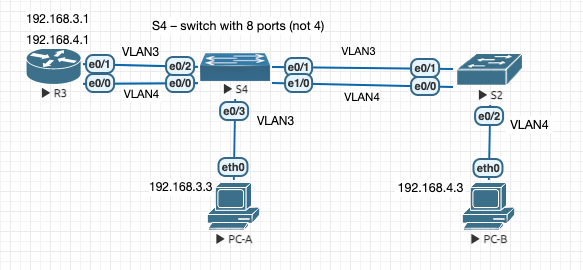 192.168.3.1
S4 – switch with 8 ports (not 4)
192.168.4.1
VLAN3
VLAN3
e0/1
e0/2
e0/1
e0/1
e0/0
e0/0
e1/0
e0/0
R3
VLAN4
S4
VLAN4
S2
e0/3
VLAN3
e0/2
VLAN4
eth0
eth0
192.168.3.3
192.168.4.3
PC-A
PC-B